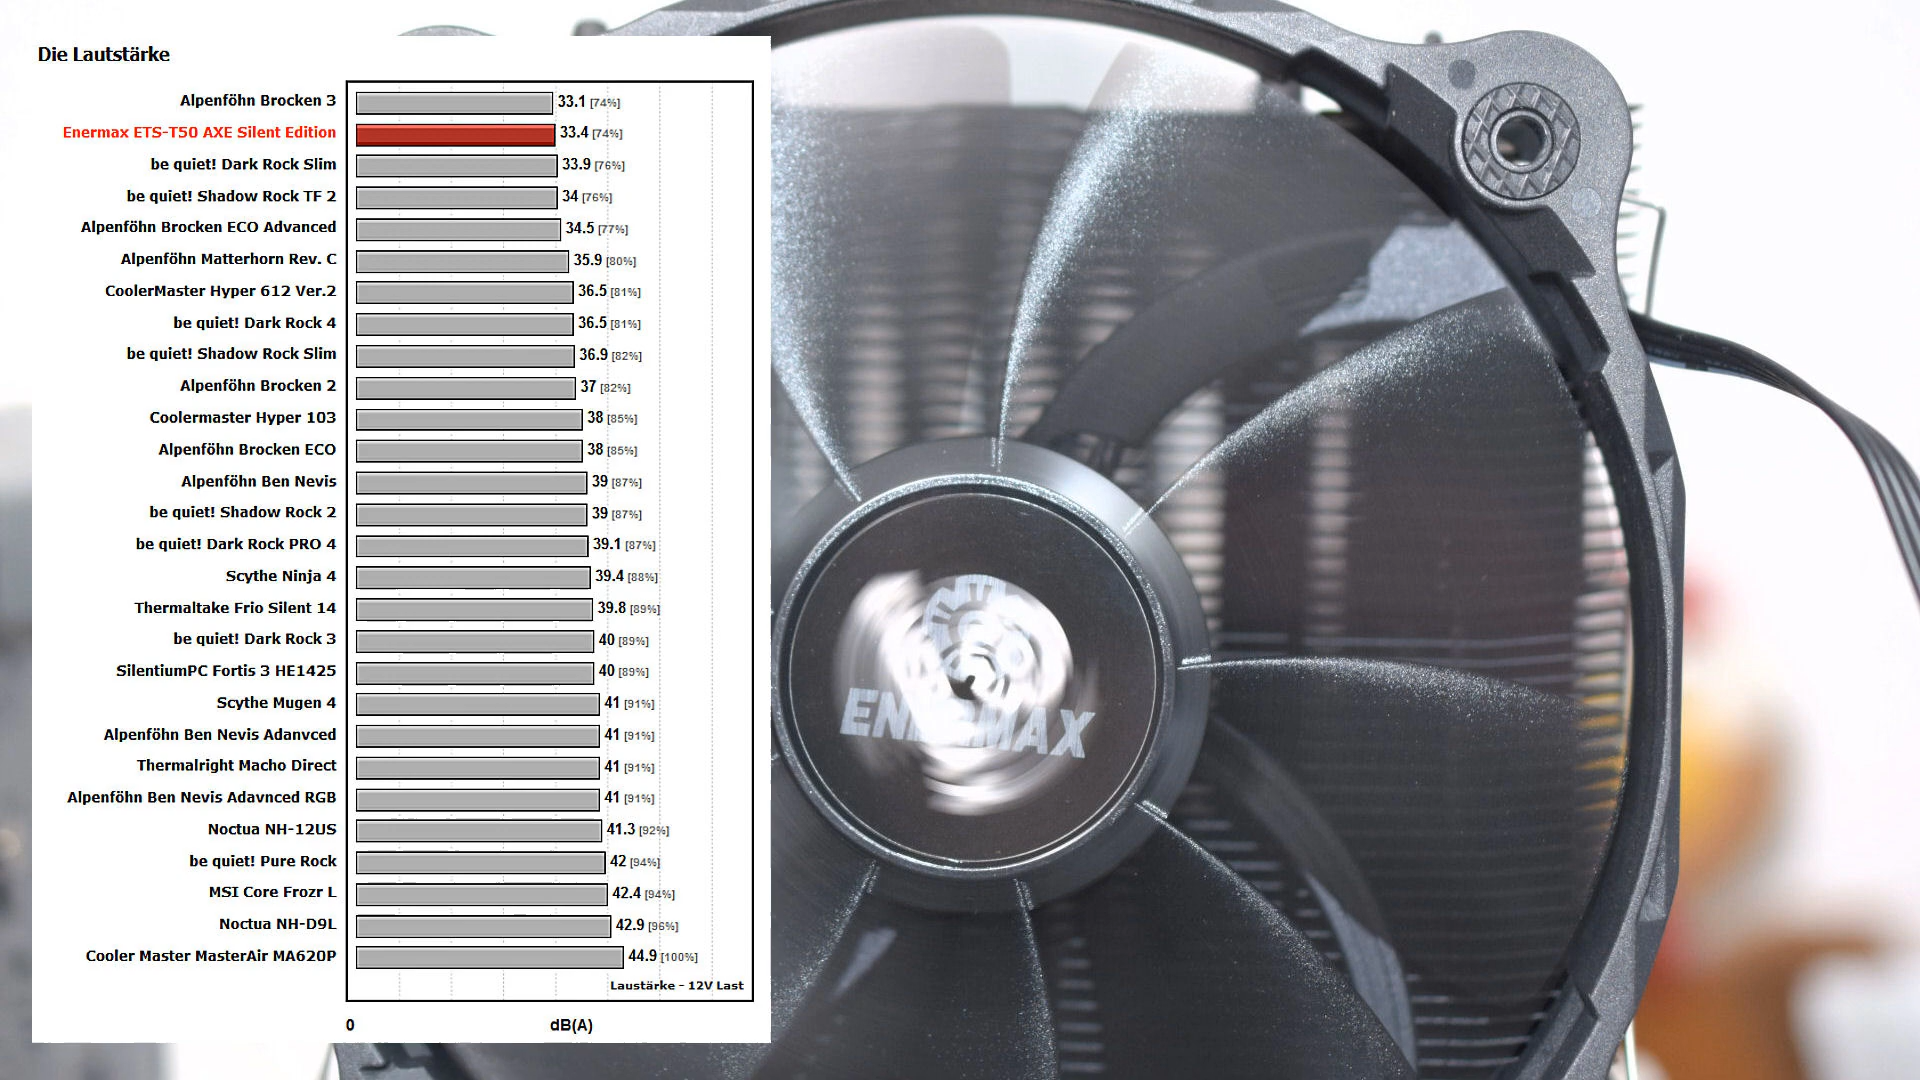 Die Lautstärke
Alpenföhn Brocken 3 33.1 [74%]
Enermax ETS-T50 AXE Silent Edition 33.4 [74%]
be quiet! Dark Rock Slim 33.9 [76%]
be quiet! Shadow Rock TF 2 34 [76%]
Alpenföhn Brocken ECO Advanced 34.5 [77%]
Alpenföhn Matterhorn Rev. C 35.9 [80%]
CoolerMaster Hyper 612 Ver.2 36.5 [81%]
be quiet! Dark Rock 4 36.5 [81%]
be quiet! Shadow Rock Slim 36.9 [82%]
Alpenföhn Brocken 2 37 [82%]
Coolermaster Hyper 103 38 [85%]
Alpenföhn Brocken ECO 38 [85%]
Alpenföhn Ben Nevis 39 [87%]
be quiet! Shadow Rock 2 39 [87%]
be quiet! Dark Rock PRO 4 39.1 [87%]
Scythe Ninja 4 39.4 [88%]
Thermaltake Frio Silent 14 39.8 [89%]
be quiet! Dark Rock 3 40 [89%]
SilentiumPC Fortis 3 HE1425 40 [89%]
Scythe Mugen 4 41 [91%]
Alpenföhn Ben Nevis Adanvced 41 [91%]
Thermalright Macho Direct 41 [91%]
Alpenföhn Ben Nevis Adavnced RGB 41 [91%]
Noctua NH-12US 41.3 [92%]
be quiet! Pure Rock 42 [94%]
MSI Core Frozr L 42.4 [94%]
Noctua NH-D9L 42.9 [96%]
Cooler Master MasterAir MA620P 44.9 [100%]
Laustärke - 12V Last
0 dB(A)
ENERMAX